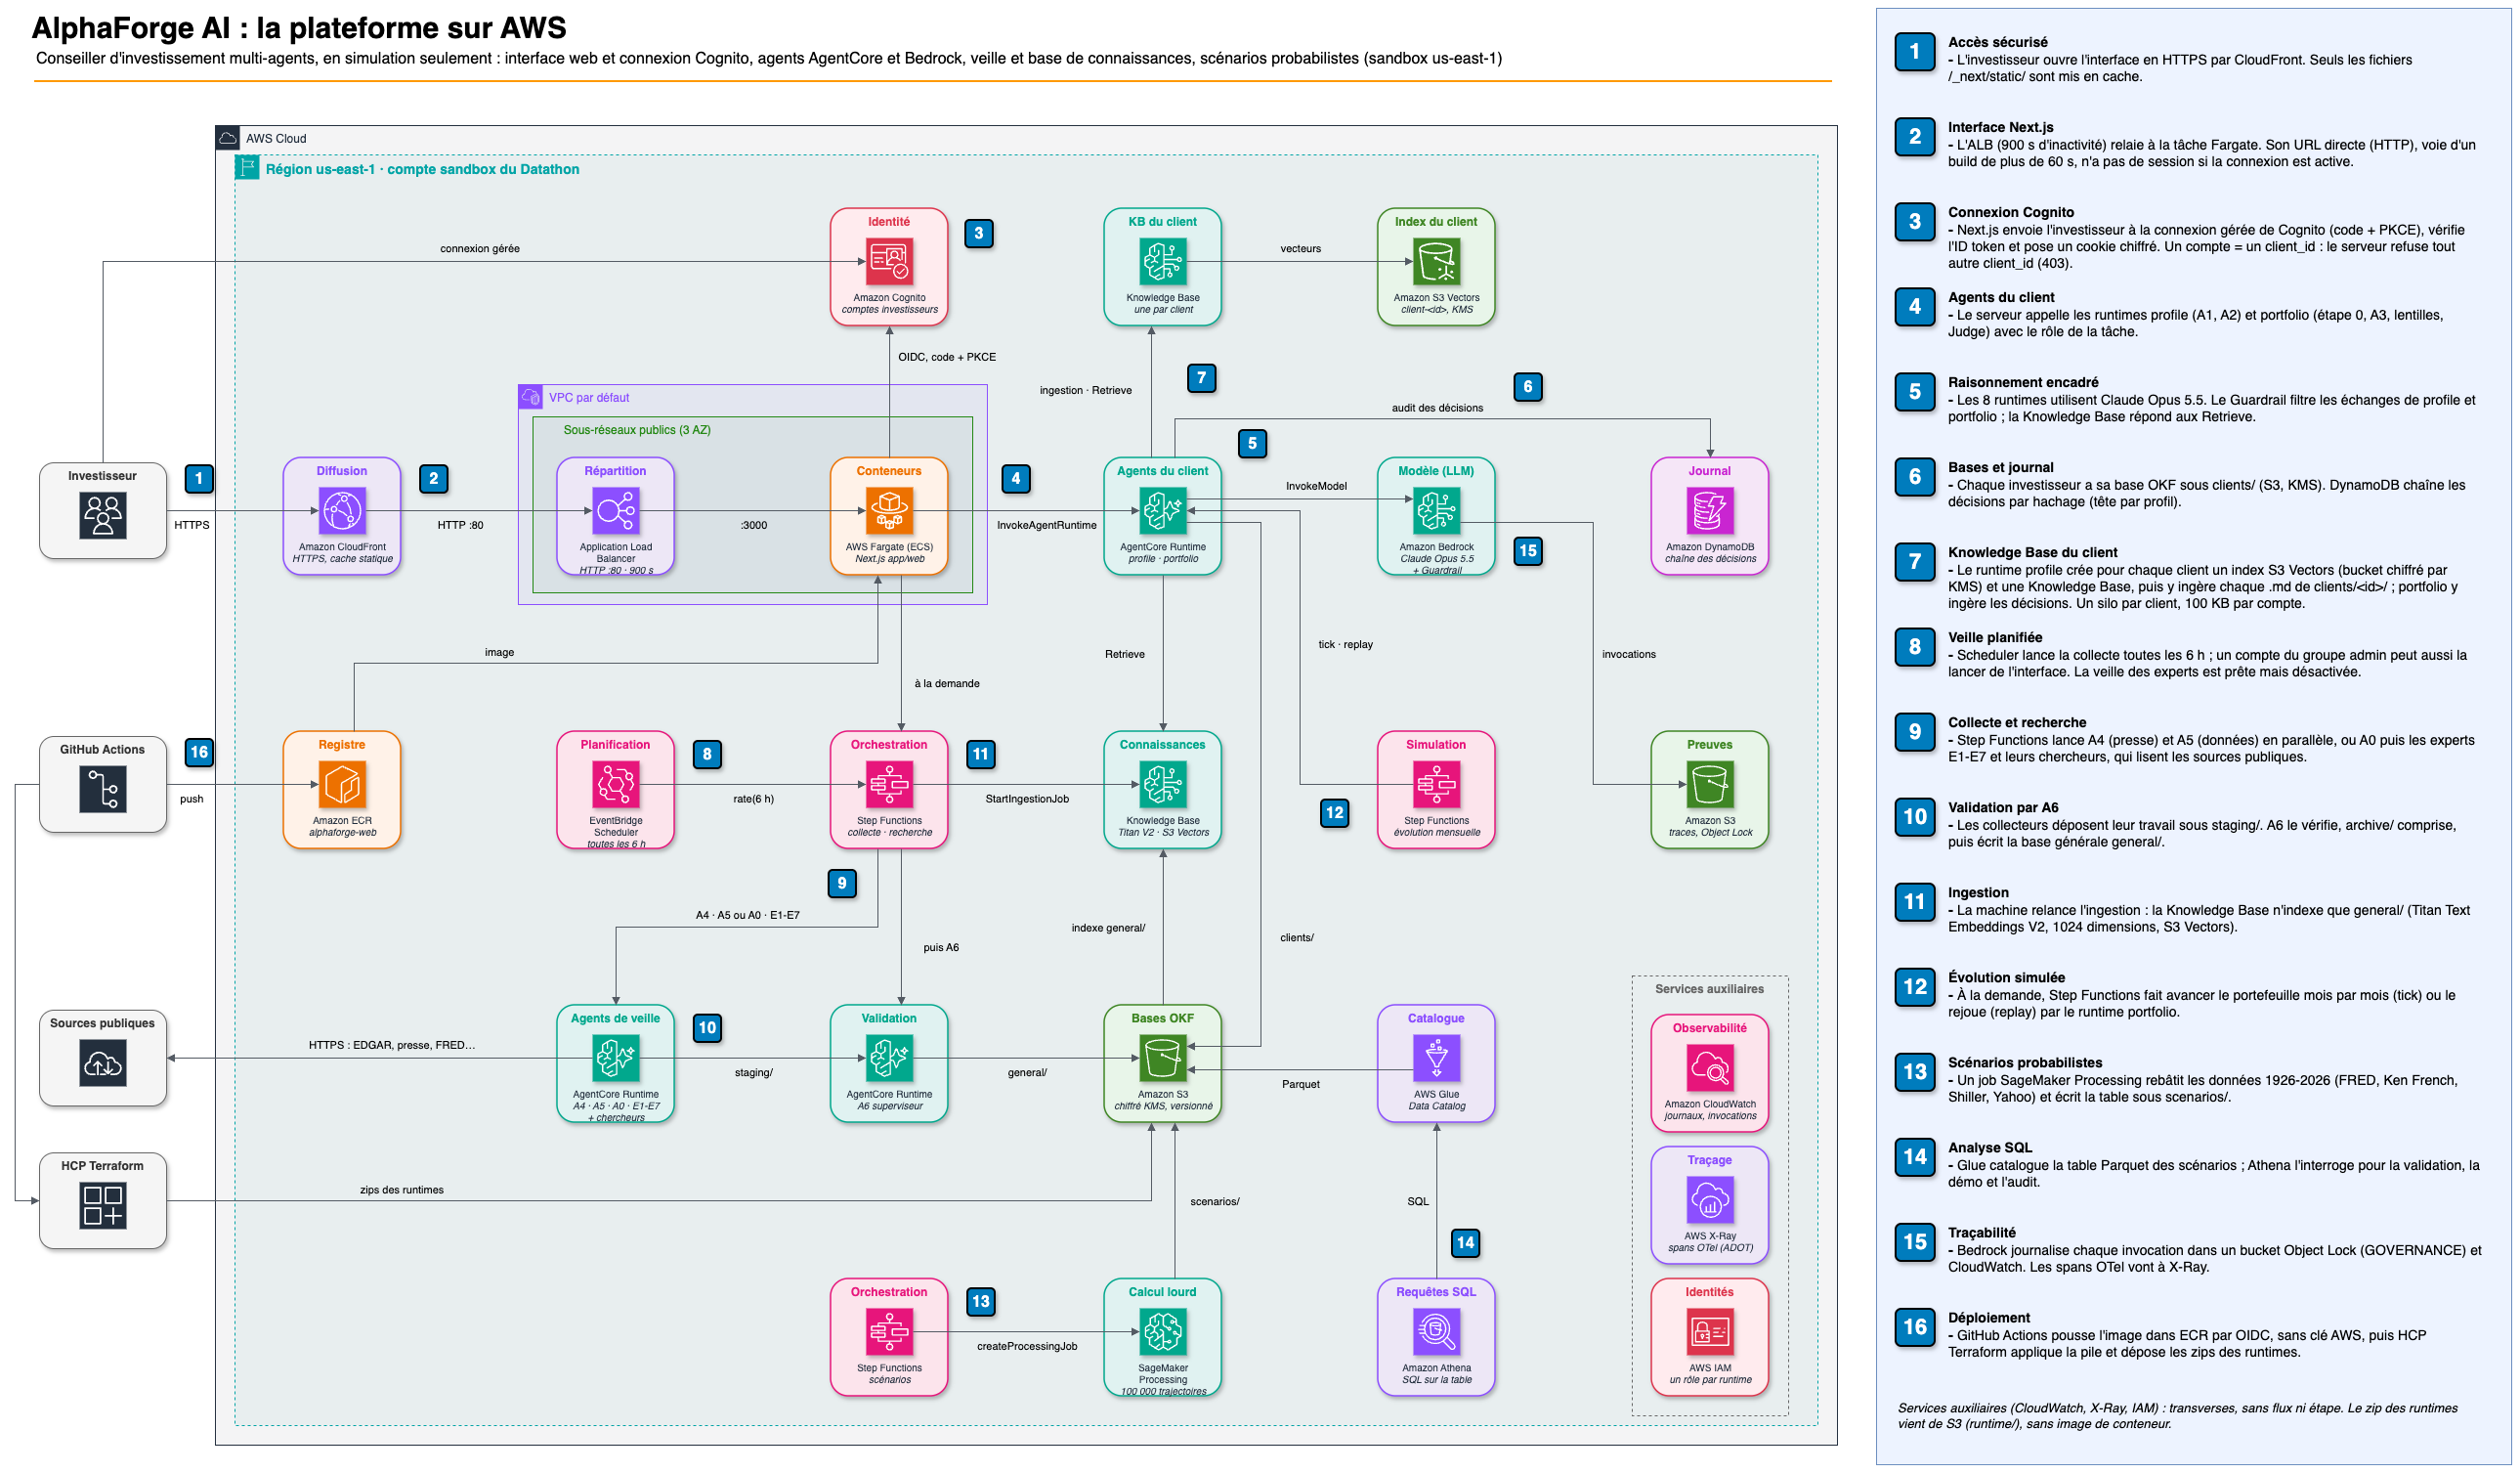 AlphaForge AI : la plateforme sur AWS
Conseiller d'investissement multi-agents, en simulation seulement : interface web et connexion Cognito, agents AgentCore et Bedrock, veille et base de connaissances, scénarios probabilistes (sandbox us-east-1)
AWS Cloud
Région us-east-1 · compte sandbox du Datathon
Identité
Amazon Cognito
comptes investisseurs
3
KB du client
Knowledge Base
une par client
vecteurs
Index du client
Amazon S3 Vectors
client-<id>, KMS
connexion gérée
OIDC, code + PKCE
VPC par défaut
Sous-réseaux publics (3 AZ)
ingestion · Retrieve
7
6
audit des décisions
5
Investisseur
1
HTTPS
Diffusion
Amazon CloudFront
HTTPS, cache statique
2
HTTP :80
Répartition
Application Load
Balancer
HTTP :80 · 900 s
:3000
Conteneurs
AWS Fargate (ECS)
Next.js app/web
4
InvokeAgentRuntime
Agents du client
AgentCore Runtime
profile · portfolio
InvokeModel
Modèle (LLM)
Amazon Bedrock
Claude Opus 5.5
+ Guardrail
15
Journal
Amazon DynamoDB
chaîne des décisions
image
à la demande
Retrieve
tick · replay
invocations
GitHub Actions
16
push
Registre
Amazon ECR
alphaforge-web
Planification
EventBridge
Scheduler
toutes les 6 h
8
rate(6 h)
Orchestration
Step Functions
collecte · recherche
11
StartIngestionJob
Connaissances
Knowledge Base
Titan V2 · S3 Vectors
12
Simulation
Step Functions
évolution mensuelle
Preuves
Amazon S3
traces, Object Lock
9
A4 · A5 ou A0 · E1-E7
puis A6
indexe general/
clients/
Sources publiques
HTTPS : EDGAR, presse, FRED...
Agents de veille
AgentCore Runtime
A4 · A5 · A0 · E1-E7
+ chercheurs
10
staging/
Validation
AgentCore Runtime
A6 superviseur
general/
Bases OKF
Amazon S3
chiffré KMS, versionné
Parquet
Catalogue
AWS Glue
Data Catalog
Services auxiliaires
Observabilité
Amazon CloudWatch
journaux, invocations
Traçage
AWS X-Ray
spans OTel (ADOT)
Identités
AWS IAM
un rôle par runtime
HCP Terraform
zips des runtimes
scenarios/
SQL
14
Orchestration
Step Functions
scénarios
13
createProcessingJob
Calcul lourd
SageMaker
Processing
100 000 trajectoires
Requêtes SQL
Amazon Athena
SQL sur la table
1
Accès sécurisé
- L'investisseur ouvre l'interface en HTTPS par CloudFront. Seuls les fichiers
/_next/static/ sont mis en cache.
2
Interface Next.js
- L'ALB (900 s d'inactivité) relaie à la tâche Fargate. Son URL directe (HTTP), voie d'un
build de plus de 60 s, n'a pas de session si la connexion est active.
3
Connexion Cognito
- Next.js envoie l'investisseur à la connexion gérée de Cognito (code + PKCE), vérifie
l'ID token et pose un cookie chiffré. Un compte = un client_id : le serveur refuse tout
autre client_id (403).
4
Agents du client
- Le serveur appelle les runtimes profile (A1, A2) et portfolio (étape 0, A3, lentilles,
Judge) avec le rôle de la tâche.
5
Raisonnement encadré
- Les 8 runtimes utilisent Claude Opus 5.5. Le Guardrail filtre les échanges de profile et
portfolio ; la Knowledge Base répond aux Retrieve.
6
Bases et journal
- Chaque investisseur a sa base OKF sous clients/ (S3, KMS). DynamoDB chaîne les
décisions par hachage (tête par profil).
7
Knowledge Base du client
- Le runtime profile crée pour chaque client un index S3 Vectors (bucket chiffré par
KMS) et une Knowledge Base, puis y ingère chaque .md de clients/<id>/ ; portfolio y
ingère les décisions. Un silo par client, 100 KB par compte.
8
Veille planifiée
- Scheduler lance la collecte toutes les 6 h ; un compte du groupe admin peut aussi la
lancer de l'interface. La veille des experts est prête mais désactivée.
9
Collecte et recherche
- Step Functions lance A4 (presse) et A5 (données) en parallèle, ou A0 puis les experts
E1-E7 et leurs chercheurs, qui lisent les sources publiques.
10
Validation par A6
- Les collecteurs déposent leur travail sous staging/. A6 le vérifie, archive/ comprise,
puis écrit la base générale general/.
11
Ingestion
- La machine relance l'ingestion : la Knowledge Base n'indexe que general/ (Titan Text
Embeddings V2, 1024 dimensions, S3 Vectors).
12
Évolution simulée
- À la demande, Step Functions fait avancer le portefeuille mois par mois (tick) ou le
rejoue (replay) par le runtime portfolio.
13
Scénarios probabilistes
- Un job SageMaker Processing rebâtit les données 1926-2026 (FRED, Ken French,
Shiller, Yahoo) et écrit la table sous scenarios/.
14
Analyse SQL
- Glue catalogue la table Parquet des scénarios ; Athena l'interroge pour la validation, la
démo et l'audit.
15
Traçabilité
- Bedrock journalise chaque invocation dans un bucket Object Lock (GOVERNANCE) et
CloudWatch. Les spans OTel vont à X-Ray.
16
Déploiement
- GitHub Actions pousse l'image dans ECR par OIDC, sans clé AWS, puis HCP
Terraform applique la pile et dépose les zips des runtimes.
Services auxiliaires (CloudWatch, X-Ray, IAM) : transverses, sans flux ni étape. Le zip des runtimes
vient de S3 (runtime/), sans image de conteneur.